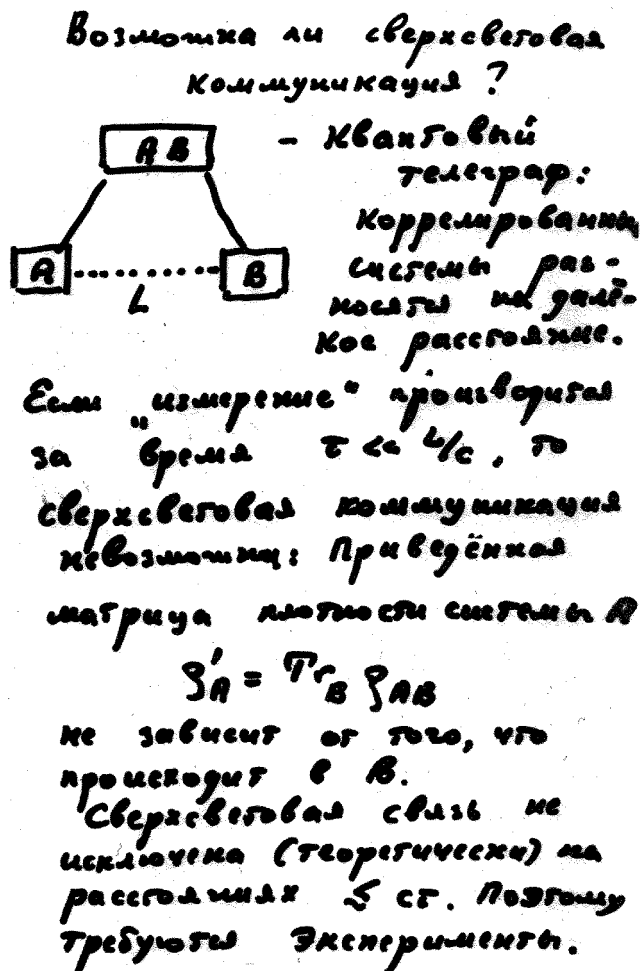 Возможна ли сверхсветовая
коммуникация?
AB
- Квантовый
телеграф:
Коррелированны
A
B
L
системы раз-
носятся на далё-
кое расстояние.
Если "измерение" производится
за время τ << L/c, то
сверхсветовая коммуникация
невозможна: Приведённая
матрица плотности системы A
ρ'A = TrB ρAB
не зависит от того, что
происходит в B.
Сверхсветовая связь не
исключена (теоретически) на
расстояниях ≲ cτ. Поэтому
требуются эксперименты.